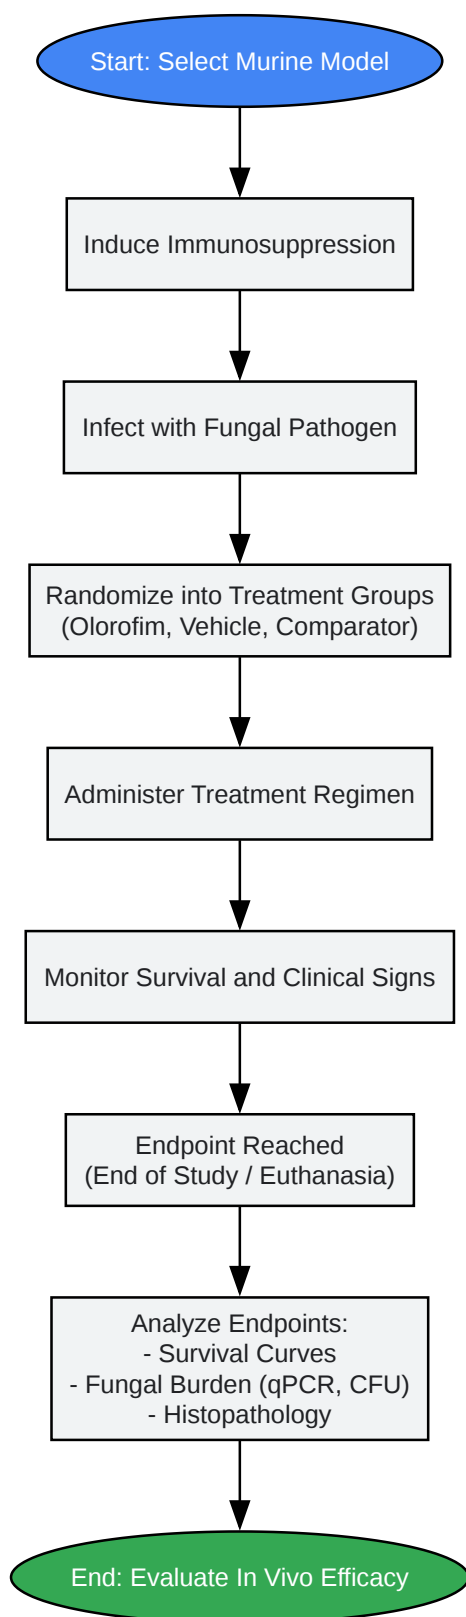 Start: Select Murine Model
Induce Immunosuppression
Infect with Fungal Pathogen
Randomize into Treatment Groups
(Olorofim, Vehicle, Comparator)
Administer Treatment Regimen
Monitor Survival and Clinical Signs
Endpoint Reached
(End of Study / Euthanasia)
Analyze Endpoints:
- Survival Curves
- Fungal Burden (qPCR, CFU)
- Histopathology
End: Evaluate In Vivo Efficacy